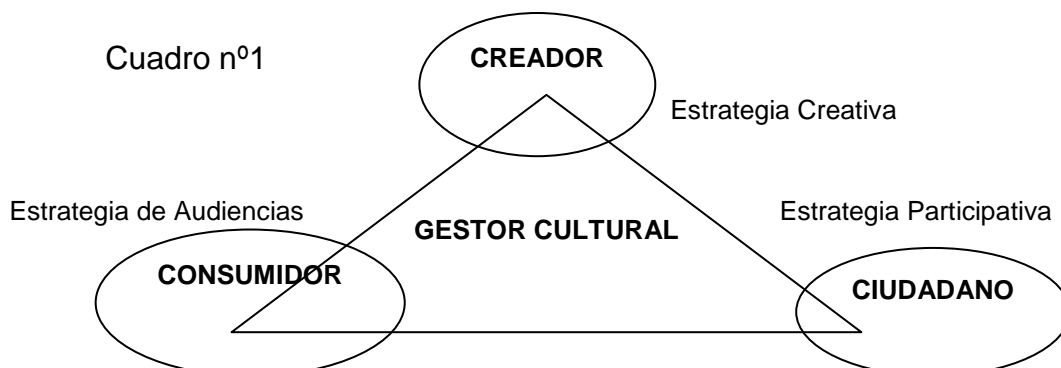 Cuadro nº1
CREADOR
Estrategia Creativa
Estrategia de Audiencias
Estrategia Participativa
GESTOR CULTURAL
CONSUMIDOR
CIUDADANO